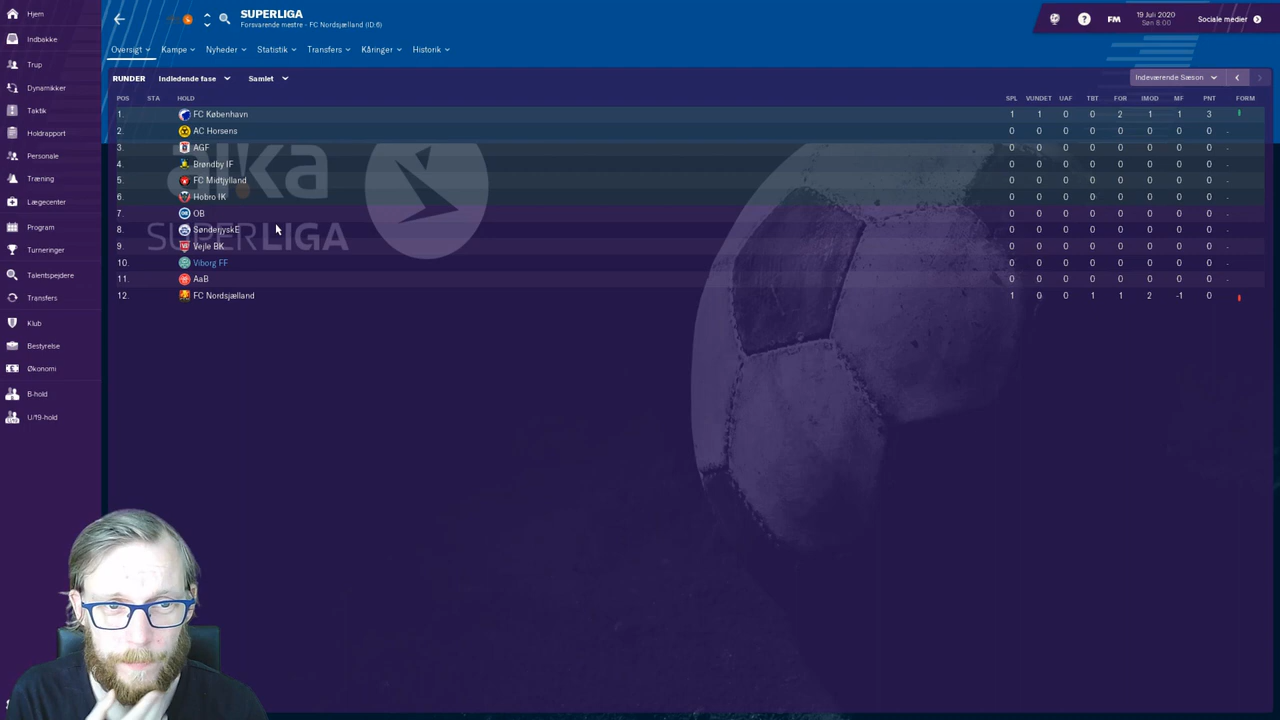 Hjem
Indbakke
Trup
Dynamikker
Taktik
Holdrapport
Personale
Træning
Lægecenter
Program
Turneringer
Talentspejdere
Transfers
Klub
Bestyrelse
Økonomi
B-hold
U/19-hold
SUPERLIGA
Forsvarende mestre - FC Nordsjælland (ID:6)
FM
19 Juli 2020
Søn 8:00
Sociale medier
Oversigt Kampe Nyheder Statistik Transfers Kåringer Historik
RUNDER Indledende fase Samlet Indeværende Sæson
POS STA HOLD SPL VUNDET UAF TBT FOR IMOD MF PNT FORM
1. FC København 1 1 0 0 2 1 1 3
2. AC Horsens 0 0 0 0 0 0 0 0 -
3. AGF 0 0 0 0 0 0 0 0 -
4. Brøndby IF 0 0 0 0 0 0 0 0 -
5. FC Midtjylland 0 0 0 0 0 0 0 0 -
6. Hobro IK 0 0 0 0 0 0 0 0 -
7. OB 0 0 0 0 0 0 0 0 -
8. SønderjyskE 0 0 0 0 0 0 0 0 -
9. Vejle BK 0 0 0 0 0 0 0 0 -
10. Viborg FF 0 0 0 0 0 0 0 0 -
11. AaB 0 0 0 0 0 0 0 0 -
12. FC Nordsjælland 1 0 0 1 1 2 -1 0
SUPERLIGA